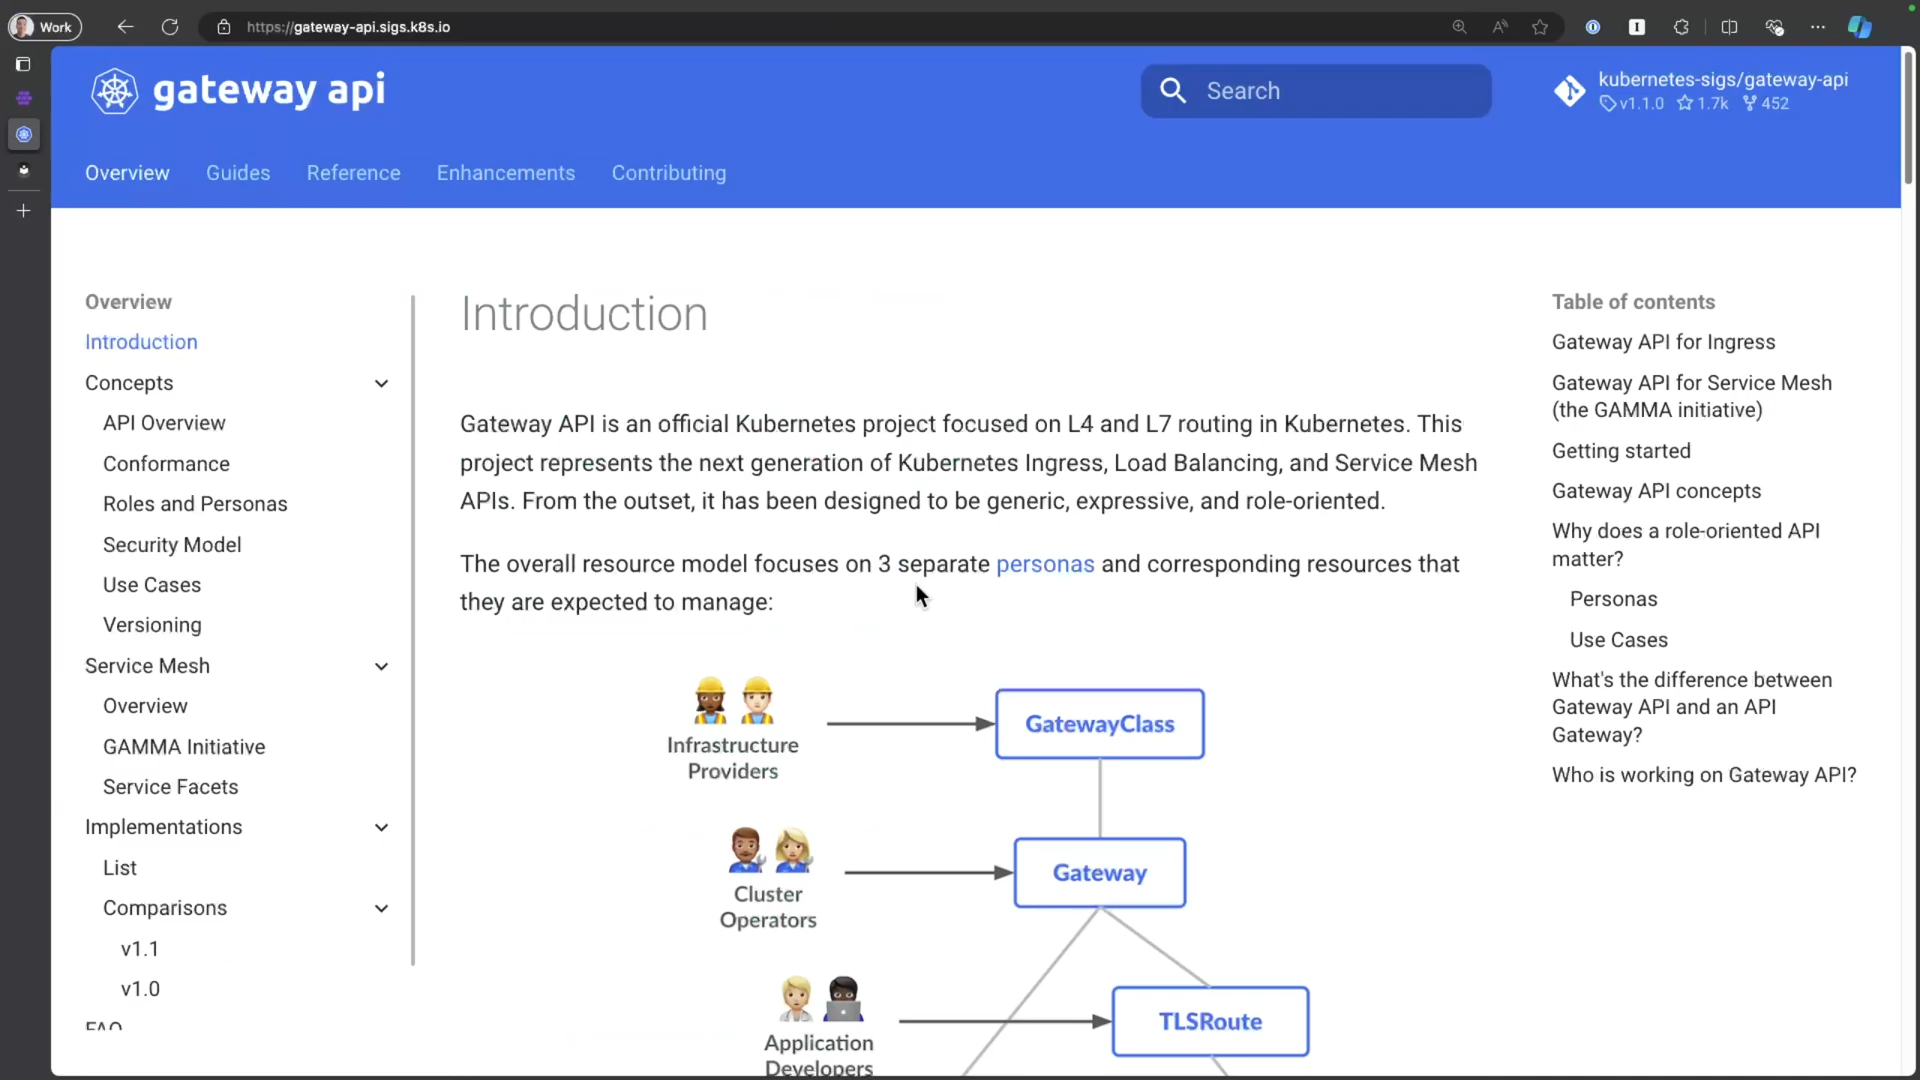 Work
https://gateway-api.sigs.k8s.io
gateway api
Search
kubernetes-sigs/gateway-api
v1.1.0 1.7k 452
Overview
Guides
Reference
Enhancements
Contributing
Overview
Introduction
Concepts
API Overview
Conformance
Roles and Personas
Security Model
Use Cases
Versioning
Service Mesh
Overview
GAMMA Initiative
Service Facets
Implementations
List
Comparisons
v1.1
v1.0
FAQ
Introduction
Gateway API is an official Kubernetes project focused on L4 and L7 routing in Kubernetes. This
project represents the next generation of Kubernetes Ingress, Load Balancing, and Service Mesh
APIs. From the outset, it has been designed to be generic, expressive, and role-oriented.
The overall resource model focuses on 3 separate personas and corresponding resources that
they are expected to manage:
Infrastructure
Providers
GatewayClass
Cluster
Operators
Gateway
Application
Developers
TLSRoute
Table of contents
Gateway API for Ingress
Gateway API for Service Mesh
(the GAMMA initiative)
Getting started
Gateway API concepts
Why does a role-oriented API
matter?
Personas
Use Cases
What's the difference between
Gateway API and an API
Gateway?
Who is working on Gateway API?